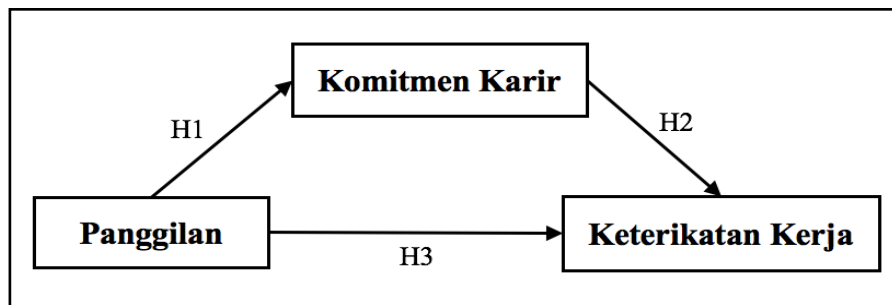 Komitmen Karir
H1
H2
Panggilan
Keterikatan Kerja
H3